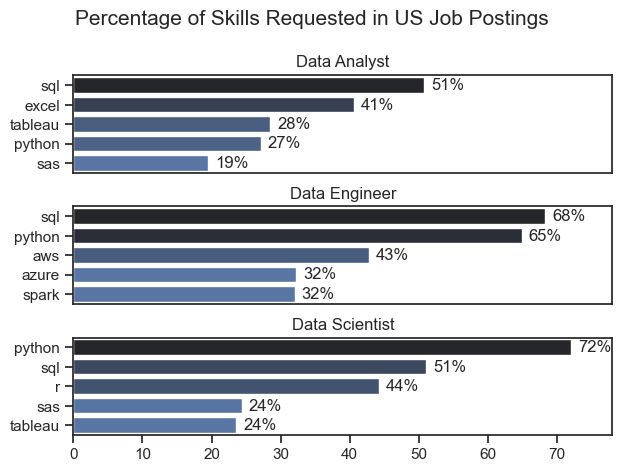 Percentage of Skills Requested in US Job Postings
Data Analyst
sql 51%
excel 41%
tableau 28%
python 27%
sas 19%
Data Engineer
sql 68%
python 65%
aws 43%
azure 32%
spark 32%
Data Scientist
python 72%
sql 51%
r 44%
sas 24%
tableau 24%
0 10 20 30 40 50 60 70